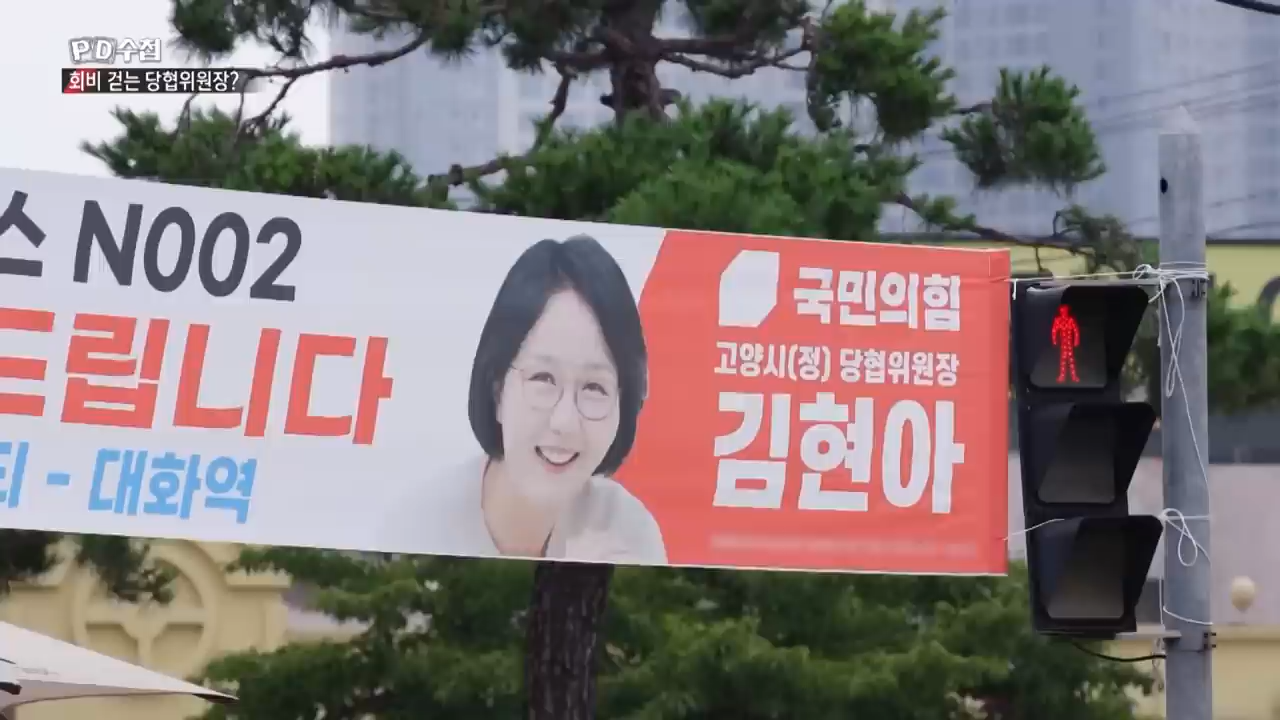 PD수첩
회비 걷는 당협위원장?
스 N002
드립니다
티 - 대화역
국민의힘
고양시(정) 당협위원장
김현아